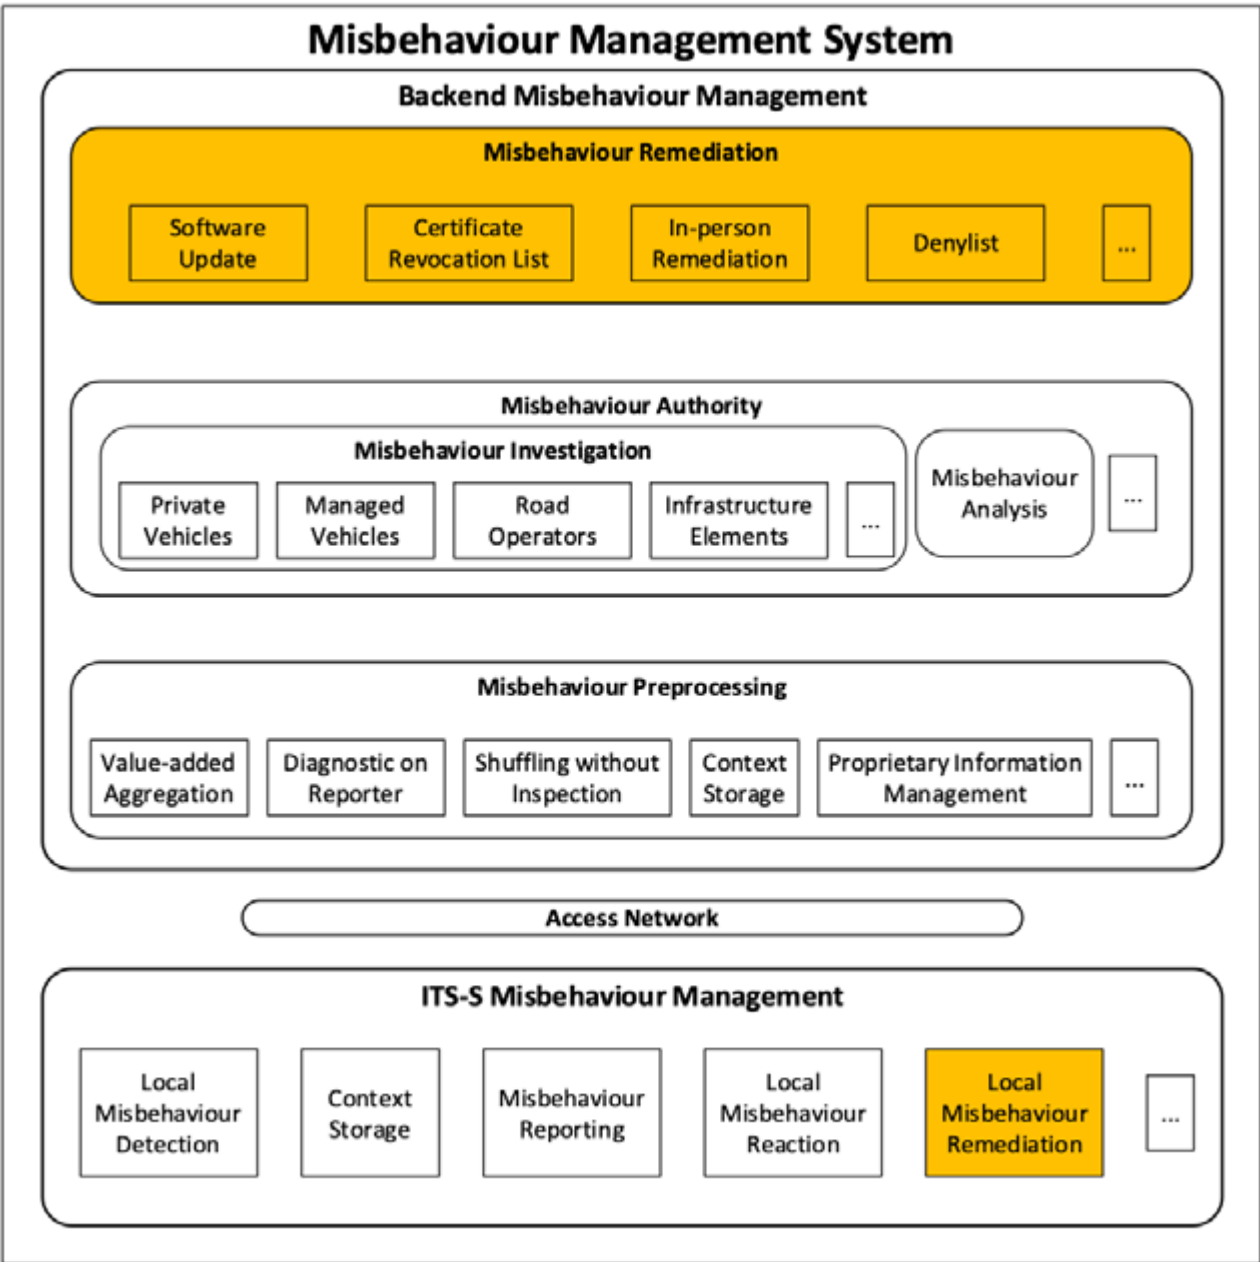 Misbehaviour Management System
Backend Misbehaviour Management
Misbehaviour Remediation
Software
Update
Certificate
Revocation List
In-person
Remediation
Denylist
...
Misbehaviour Authority
Misbehaviour Investigation
Private
Vehicles
Managed
Vehicles
Road
Operators
Infrastructure
Elements
...
Misbehaviour
Analysis
...
Misbehaviour Preprocessing
Value-added
Aggregation
Diagnostic on
Reporter
Shuffling without
Inspection
Context
Storage
Proprietary Information
Management
...
Access Network
ITS-S Misbehaviour Management
Local
Misbehaviour
Detection
Context
Storage
Misbehaviour
Reporting
Local
Misbehaviour
Reaction
Local
Misbehaviour
Remediation
...